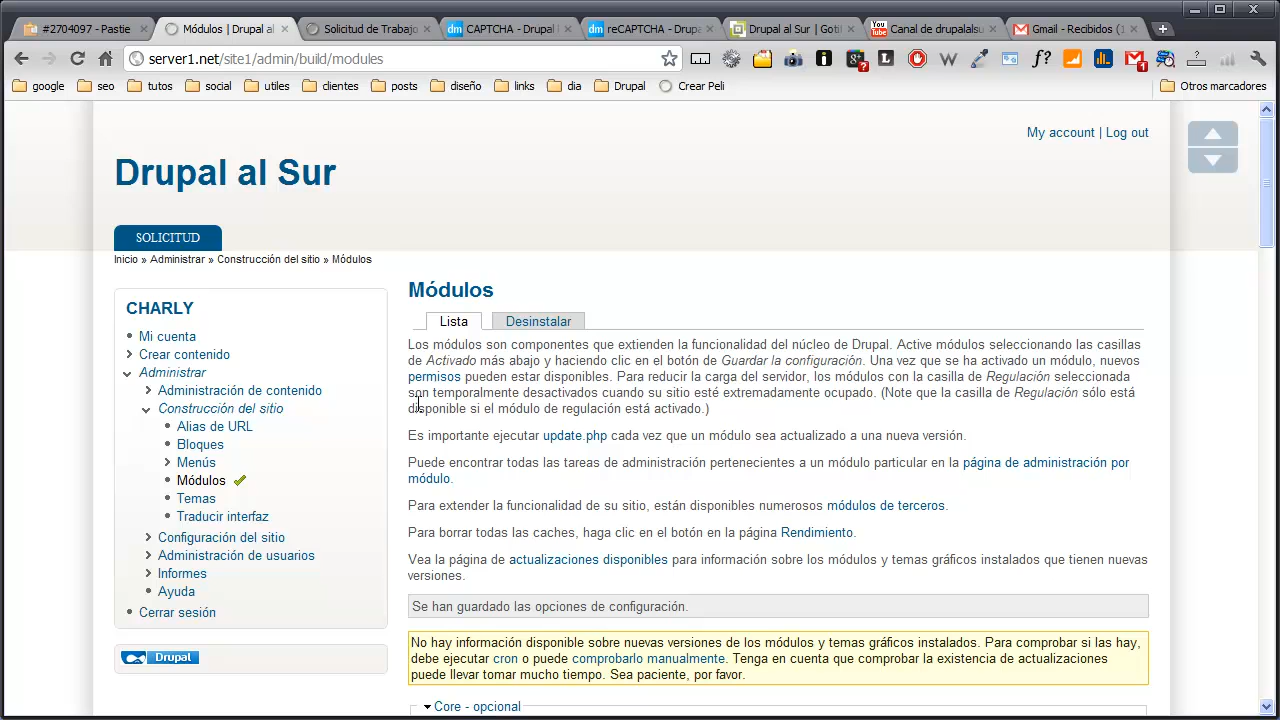 #2704097 - Pastie
Módulos | Drupal al
Solicitud de Trabajo
CAPTCHA - Drupal
reCAPTCHA - Drupa
Drupal al Sur | Goti
Canal de drupalalsu
Gmail - Recibidos (1
server1.net/site1/admin/build/modules
google
seo
tutos
social
utiles
clientes
posts
diseño
links
dia
Drupal
Crear Peli
Otros marcadores
My account | Log out
Drupal al Sur
SOLICITUD
Inicio » Administrar » Construcción del sitio » Módulos
CHARLY
Mi cuenta
Crear contenido
Administrar
Administración de contenido
Construcción del sitio
Alias de URL
Bloques
Menús
Módulos
Temas
Traducir interfaz
Configuración del sitio
Administración de usuarios
Informes
Ayuda
Cerrar sesión
Drupal
Módulos
Lista
Desinstalar
Los módulos son componentes que extienden la funcionalidad del núcleo de Drupal. Active módulos seleccionando las casillas
de Activado más abajo y haciendo clic en el botón de Guardar la configuración. Una vez que se ha activado un módulo, nuevos
permisos pueden estar disponibles. Para reducir la carga del servidor, los módulos con la casilla de Regulación seleccionada
son temporalmente desactivados cuando su sitio esté extremadamente ocupado. (Note que la casilla de Regulación sólo está
disponible si el módulo de regulación está activado.)
Es importante ejecutar update.php cada vez que un módulo sea actualizado a una nueva versión.
Puede encontrar todas las tareas de administración pertenecientes a un módulo particular en la página de administración por
módulo.
Para extender la funcionalidad de su sitio, están disponibles numerosos módulos de terceros.
Para borrar todas las caches, haga clic en el botón en la página Rendimiento.
Vea la página de actualizaciones disponibles para información sobre los módulos y temas gráficos instalados que tienen nuevas
versiones.
Se han guardado las opciones de configuración.
No hay información disponible sobre nuevas versiones de los módulos y temas gráficos instalados. Para comprobar si las hay,
debe ejecutar cron o puede comprobarlo manualmente. Tenga en cuenta que comprobar la existencia de actualizaciones
puede llevar tomar mucho tiempo. Sea paciente, por favor.
Core - opcional